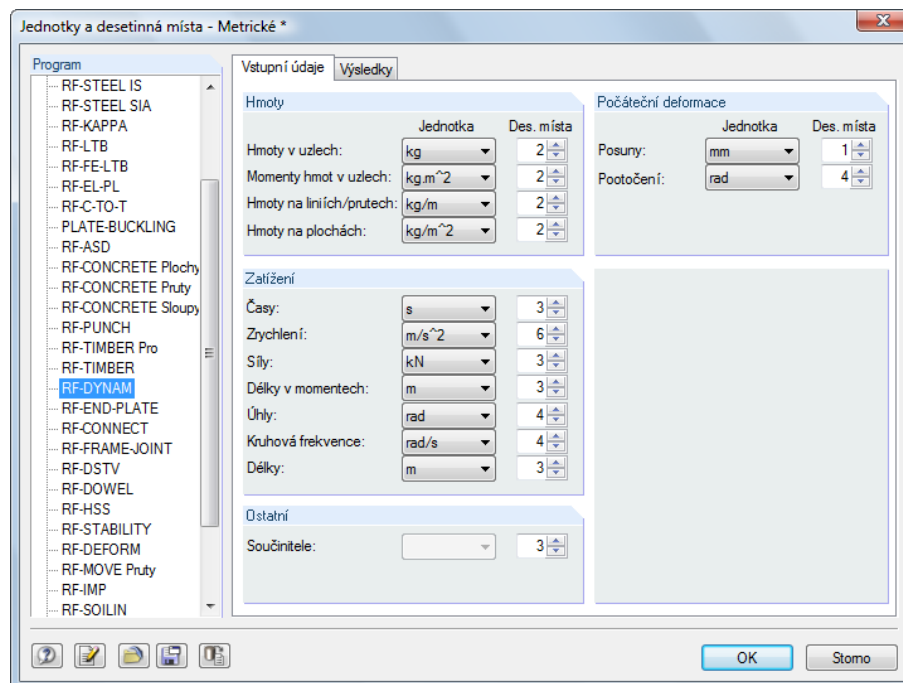 Jednotky a desetinná místa - Metrické *
Program
RF-STEEL IS
RF-STEEL SIA
RF-KAPPA
RF-LTB
RF-FE-LTB
RF-EL-PL
RF-C-TO-T
PLATE-BUCKLING
RF-ASD
RF-CONCRETE Plochy
RF-CONCRETE Pruty
RF-CONCRETE Sloupy
RF-PUNCH
RF-TIMBER Pro
RF-TIMBER
RF-DYNAM
RF-END-PLATE
RF-CONNECT
RF-FRAME-JOINT
RF-DSTV
RF-DOWEL
RF-HSS
RF-STABILITY
RF-DEFORM
RF-MOVE Pruty
RF-IMP
RF-SOILIN
Vstupní údaje Výsledky
Hmoty
Jednotka Des. místa
Hmoty v uzlech: kg 2
Momenty hmot v uzlech: kg.m^2 2
Hmoty na liniích/prutech: kg/m 2
Hmoty na plochách: kg/m^2 2
Zatížení
Časy: s 3
Zrychlení: m/s^2 6
Síly: kN 3
Délky v momentech: m 3
Úhly: rad 4
Kruhová frekvence: rad/s 4
Délky: m 3
Ostatní
Součinitele: 3
Počáteční deformace
Jednotka Des. místa
Posuny: mm 1
Pootočení: rad 4
OK Storno